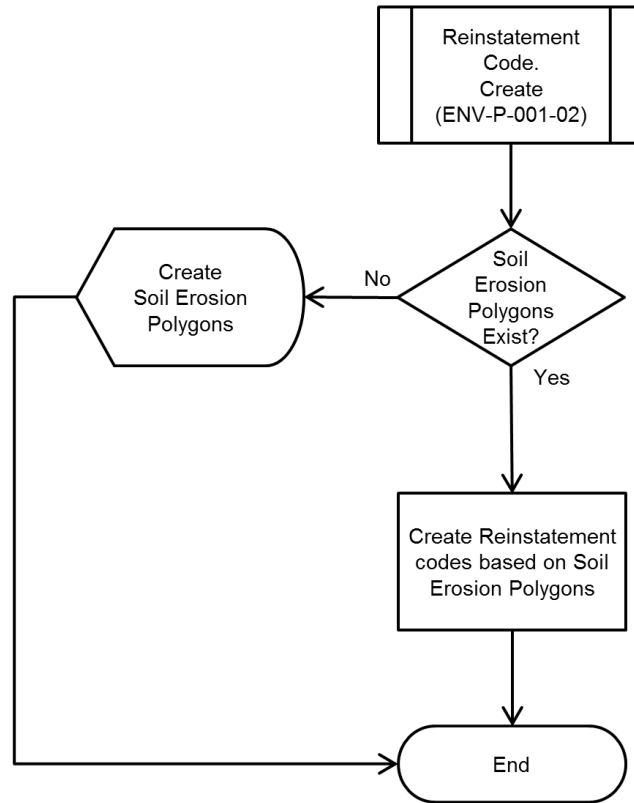 Reinstatement
Code.
Create
(ENV-P-001-02)
Soil
Erosion
Polygons
Exist?
No
Create
Soil Erosion
Polygons
Yes
Create Reinstatement
codes based on Soil
Erosion Polygons
End